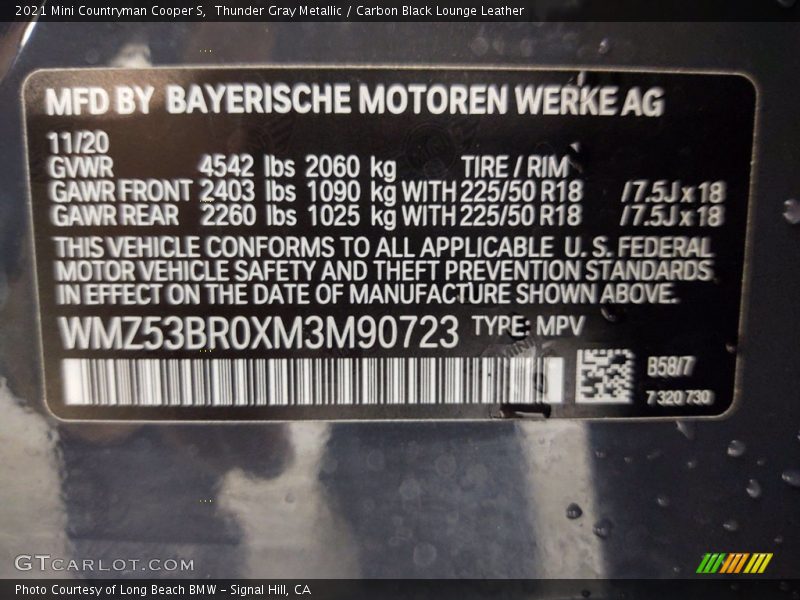 2021 Mini Countryman Cooper S,  Thunder Gray Metallic / Carbon Black Lounge Leather
MFD BY BAYERISCHE MOTOREN WERKE AG
11/20
GVWR 4542 lbs 2060 kg TIRE / RIM
GAWR FRONT 2403 lbs 1090 kg WITH 225/50 R18 /7.5J x 18
GAWR REAR 2260 lbs 1025 kg WITH 225/50 R18 /7.5J x 18
THIS VEHICLE CONFORMS TO ALL APPLICABLE U. S. FEDERAL
MOTOR VEHICLE SAFETY AND THEFT PREVENTION STANDARDS
IN EFFECT ON THE DATE OF MANUFACTURE SHOWN ABOVE.
WMZ53BR0XM3M90723 TYPE: MPV
B58/7
7 320 730
GTCARLOT.COM
Photo Courtesy of Long Beach BMW - Signal Hill, CA